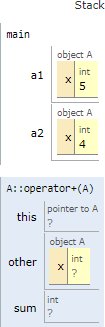 Stack
main
object A
a1
x
int
5
object A
a2
x
int
4
A::operator+(A)
this
pointer to A
?
object A
other
x
int
?
sum
int
?